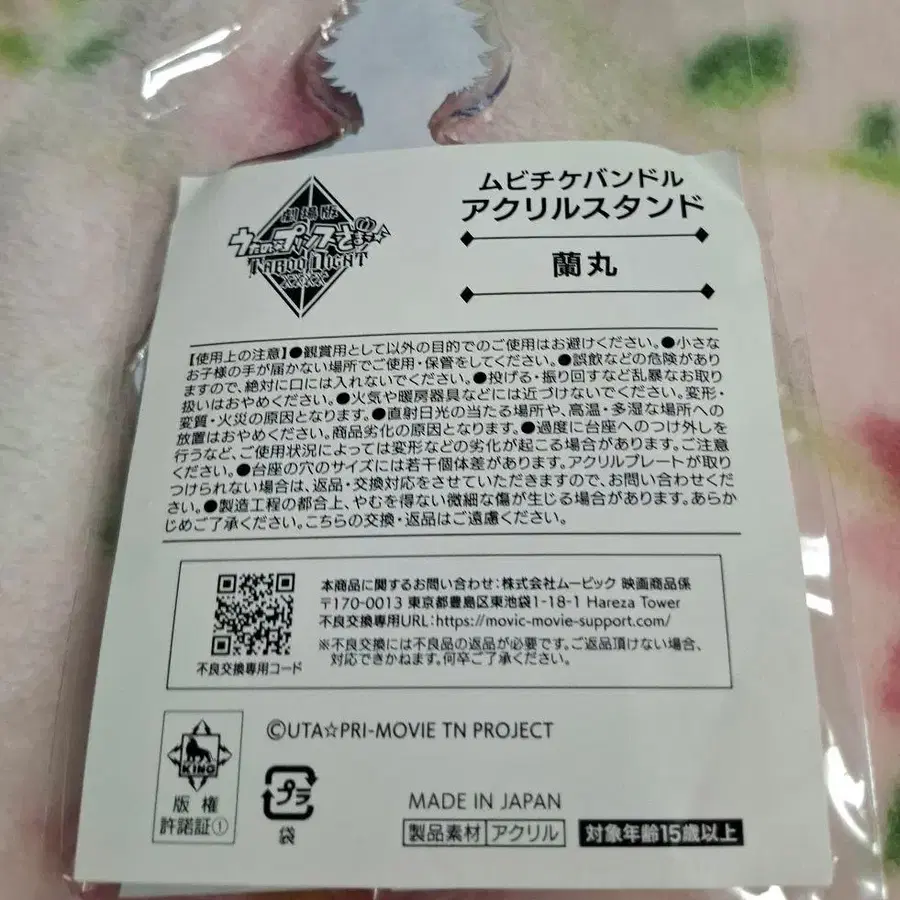 劇場版
うたの☆プリンスさまっ♪
TABOO NIGHT
XXXX
ムビチケバンドル
アクリルスタンド
蘭丸
【使用上の注意】●観賞用として以外の目的でのご使用はお避けください。●小さな
お子様の手が届かない場所でご使用・保管をしてください。●誤飲などの危険があり
ますので、絶対に口には入れないでください。●投げる・振り回すなど乱暴なお取り
扱いはおやめください。●火気や暖房器具などには近づけないでください。変形・
変質・火災の原因となります。●直射日光の当たる場所や、高温・多湿な場所への
放置はおやめください。商品劣化の原因となります。●過度に台座へのつけ外しを
行うなど、ご使用状況によっては変形などの劣化が起こる場合があります。ご注意
ください。●台座の穴のサイズには若干個体差があります。アクリルプレートが取り
つけられない場合は、返品・交換対応をさせていただきますので、お問い合わせくだ
さい。●製造工程の都合上、やむを得ない微細な傷が生じる場合があります。あらか
じめご了承ください。こちらの交換・返品はご遠慮ください。
本商品に関するお問い合わせ：株式会社ムービック 映画商品係
〒170-0013 東京都豊島区東池袋1-18-1 Hareza Tower
不良交換専用URL：https://movic-movie-support.com/
※不良交換には不良品の返品が必要です。ご返品頂けない場合、
対応できかねます。何卒ご了承ください。
不良交換専用コード
©UTA☆PRI-MOVIE TN PROJECT
KING
版権
許諾証①
プラ
袋
MADE IN JAPAN
製品素材 アクリル
対象年齢15歳以上